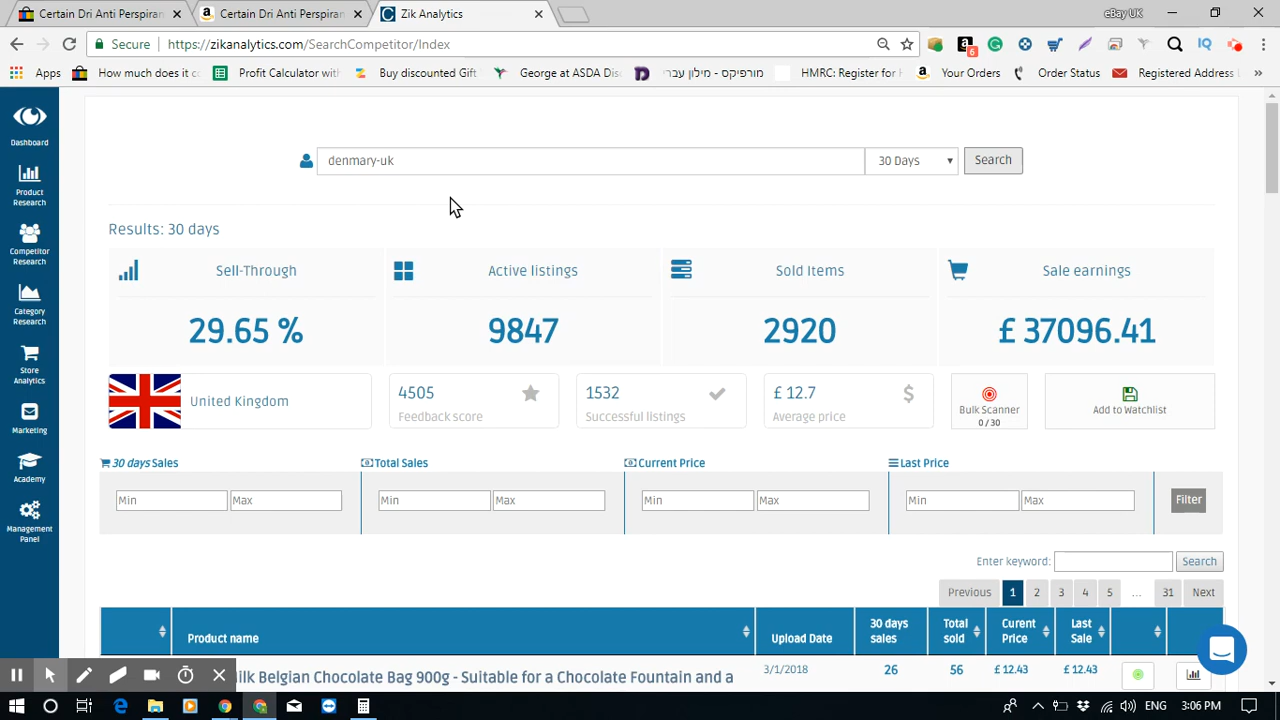 Certain Dri Anti Perspiran
Certain Dri Anti Perspiran
Zik Analytics
eBay UK
Secure
https://zikanalytics.com/SearchCompetitor/Index
6
IQ
Apps
How much does it c
Profit Calculator with
Buy discounted Gift
George at ASDA Dis
מורפיקס - מילון עברי
HMRC: Register for
Your Orders
Order Status
Registered Address
»
Dashboard
Product
Research
Competitor
Research
Category
Research
Store
Analytics
Marketing
Academy
Management
Panel
denmary-uk
30 Days
Search
Results: 30 days
Sell-Through
29.65 %
Active listings
9847
Sold Items
2920
Sale earnings
£ 37096.41
United Kingdom
4505
Feedback score
1532
Successful listings
£ 12.7
Average price
$
Bulk Scanner
0 / 30
Add to Watchlist
30 days Sales
Total Sales
Current Price
Last Price
Min
Max
Min
Max
Min
Max
Min
Max
Filter
Enter keyword:
Search
Previous
1
2
3
4
5
...
31
Next
Product name
Upload Date
30 days
sales
Total
sold
Curent
Price
Last
Sale
ilk Belgian Chocolate Bag 900g - Suitable for a Chocolate Fountain and a
3/1/2018
26
56
£ 12.43
£ 12.43
ENG
3:06 PM